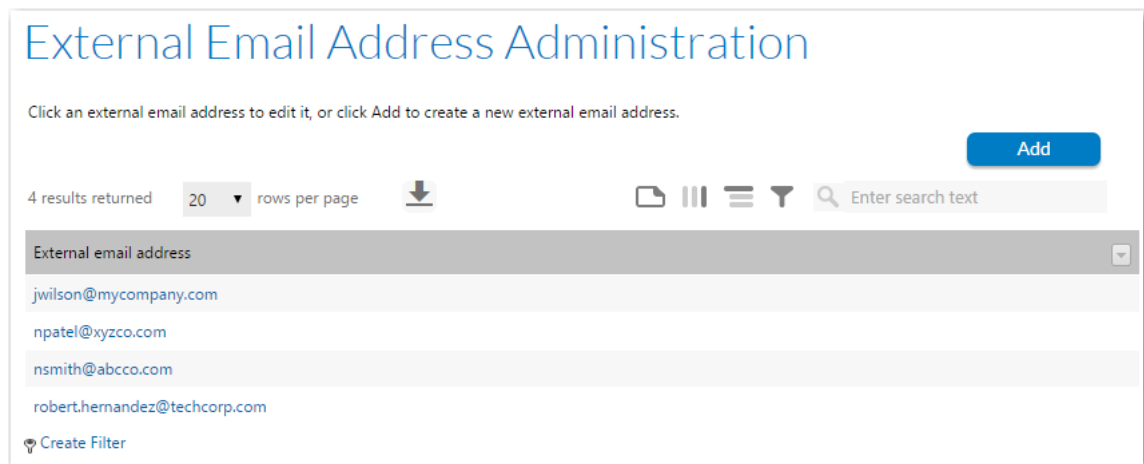 External Email Address Administration
Click an external email address to edit it, or click Add to create a new external email address.
Add
4 results returned 20 rows per page Enter search text
External email address
jwilson@mycompany.com
npatel@xyzco.com
nsmith@abcco.com
robert.hernandez@techcorp.com
Create Filter